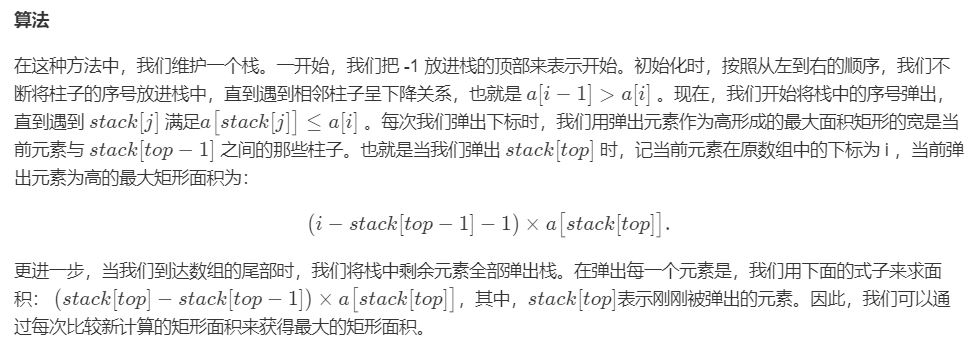 算法
在这种方法中，我们维护一个栈。一开始，我们把 -1 放进栈的顶部来表示开始。初始化时，按照从左到右的顺序，我们不
断将柱子的序号放进栈中，直到遇到相邻柱子呈下降关系，也就是 a[i − 1] > a[i] 。现在，我们开始将栈中的序号弹出，
直到遇到 stack[j] 满足a[stack[j]] ≤ a[i] 。每次我们弹出下标时，我们用弹出元素作为高形成的最大面积矩形的宽是当
前元素与 stack[top − 1] 之间的那些柱子。也就是当我们弹出 stack[top] 时，记当前元素在原数组中的下标为 i ，当前弹
出元素为高的最大矩形面积为：
(i − stack[top − 1] − 1) × a[stack[top]].
更进一步，当我们到达数组的尾部时，我们将栈中剩余元素全部弹出栈。在弹出每一个元素是，我们用下面的式子来求面
积： (stack[top] − stack[top − 1]) × a[stack[top]]，其中，stack[top]表示刚刚被弹出的元素。因此，我们可以通
过每次比较新计算的矩形面积来获得最大的矩形面积。